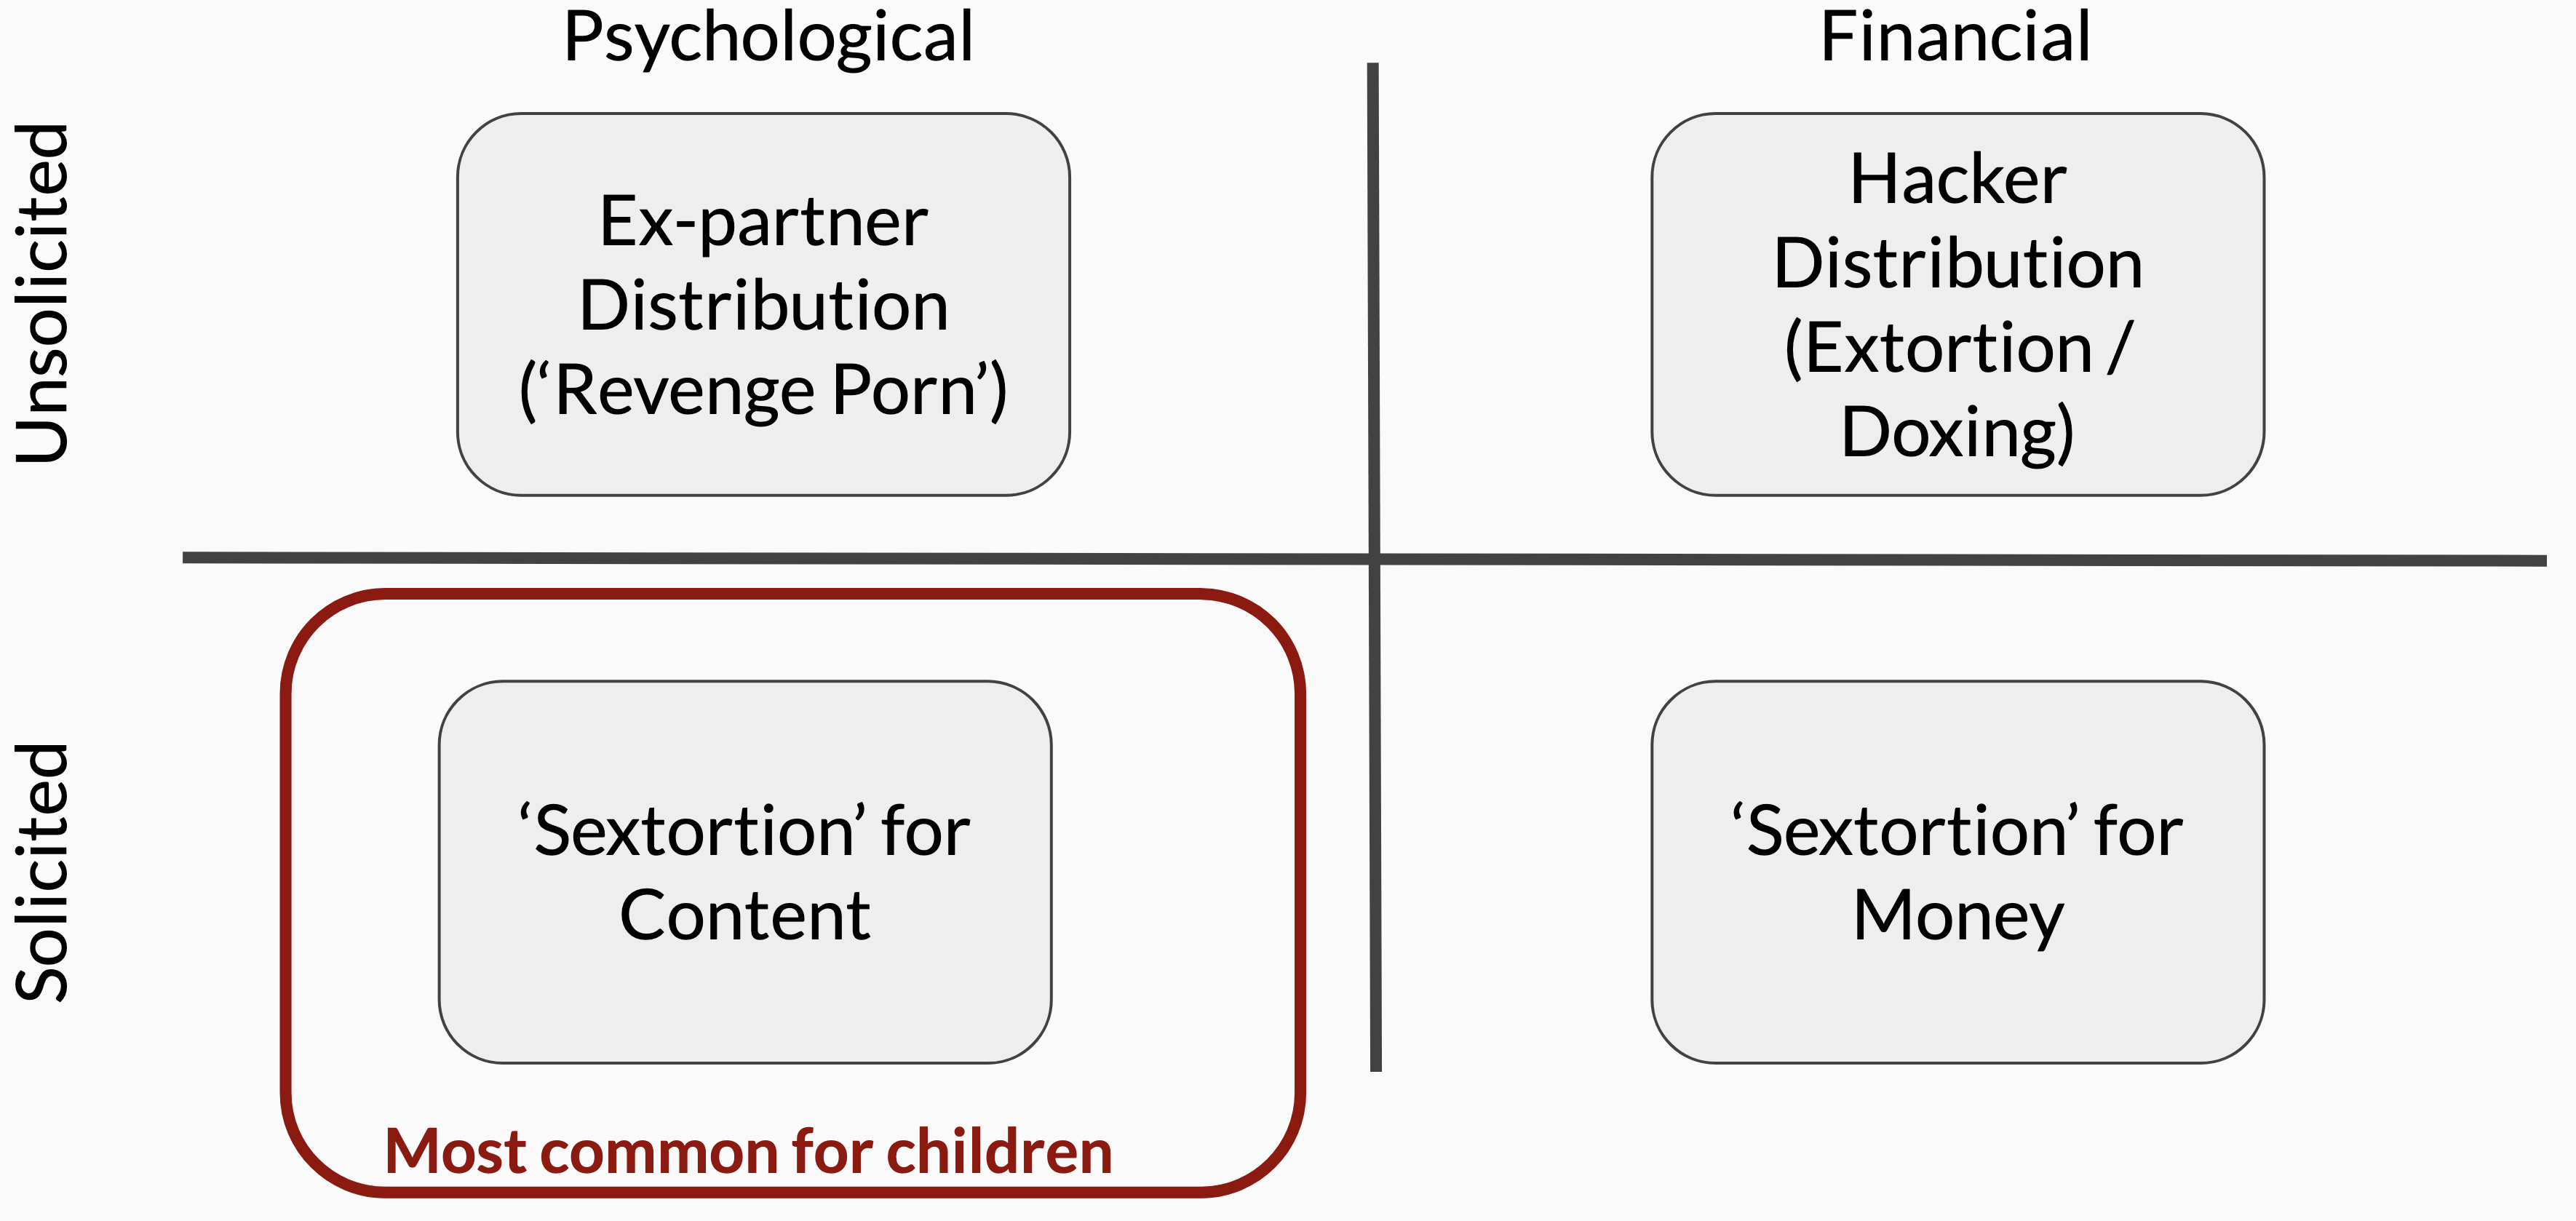 Psychological
Financial
Unsolicited
Ex-partner
Distribution
(‘Revenge Porn’)
Hacker
Distribution
(Extortion /
Doxing)
Solicited
‘Sextortion’ for
Content
‘Sextortion’ for
Money
Most common for children